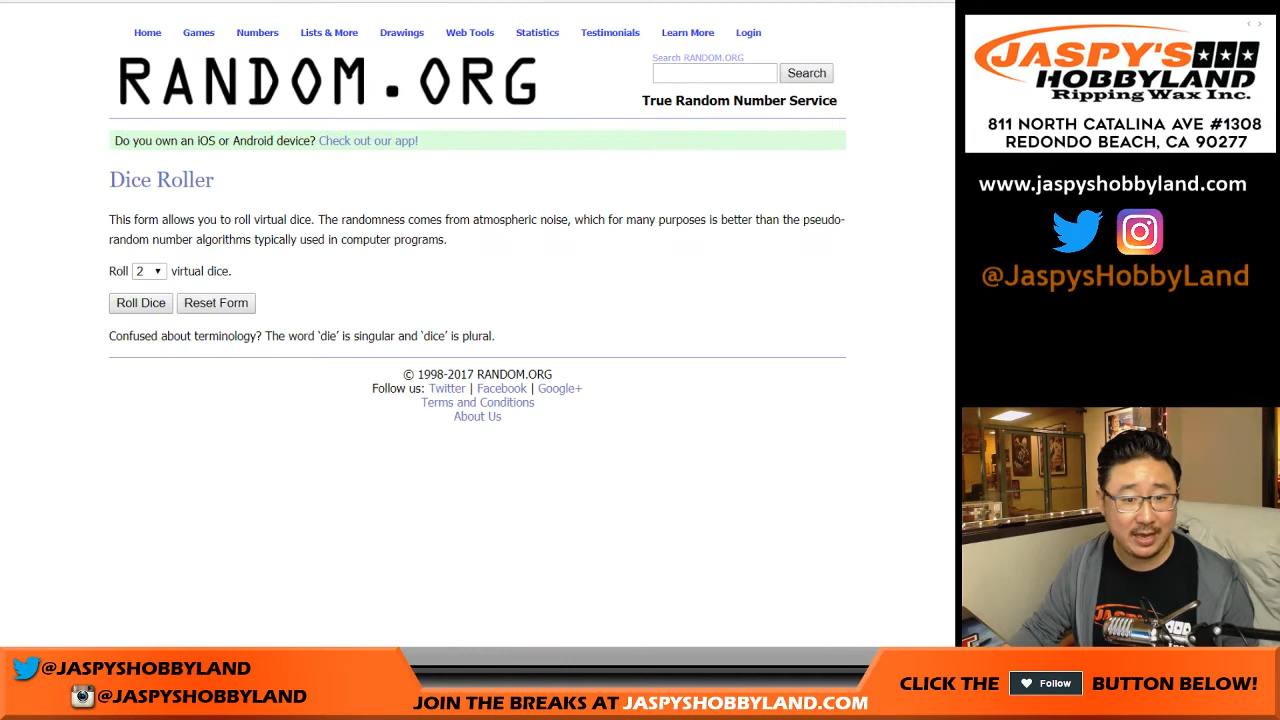 Home Games Numbers Lists & More Drawings Web Tools Statistics Testimonials Learn More Login
RANDOM.ORG
Search RANDOM.ORG
Search
True Random Number Service
Do you own an iOS or Android device? Check out our app!
Dice Roller
This form allows you to roll virtual dice. The randomness comes from atmospheric noise, which for many purposes is better than the pseudo-
random number algorithms typically used in computer programs.
Roll 2 virtual dice.
Roll Dice Reset Form
Confused about terminology? The word ‘die’ is singular and ‘dice’ is plural.
© 1998-2017 RANDOM.ORG
Follow us: Twitter | Facebook | Google+
Terms and Conditions
About Us
JASPY'S
HOBBYLAND
Ripping Wax Inc.
811 NORTH CATALINA AVE #1308
REDONDO BEACH, CA 90277
www.jaspyshobbyland.com
@JaspysHobbyLand
@JASPYSHOBBYLAND
@JASPYSHOBBYLAND
JOIN THE BREAKS AT JASPYSHOBBYLAND.COM
CLICK THE Follow BUTTON BELOW!